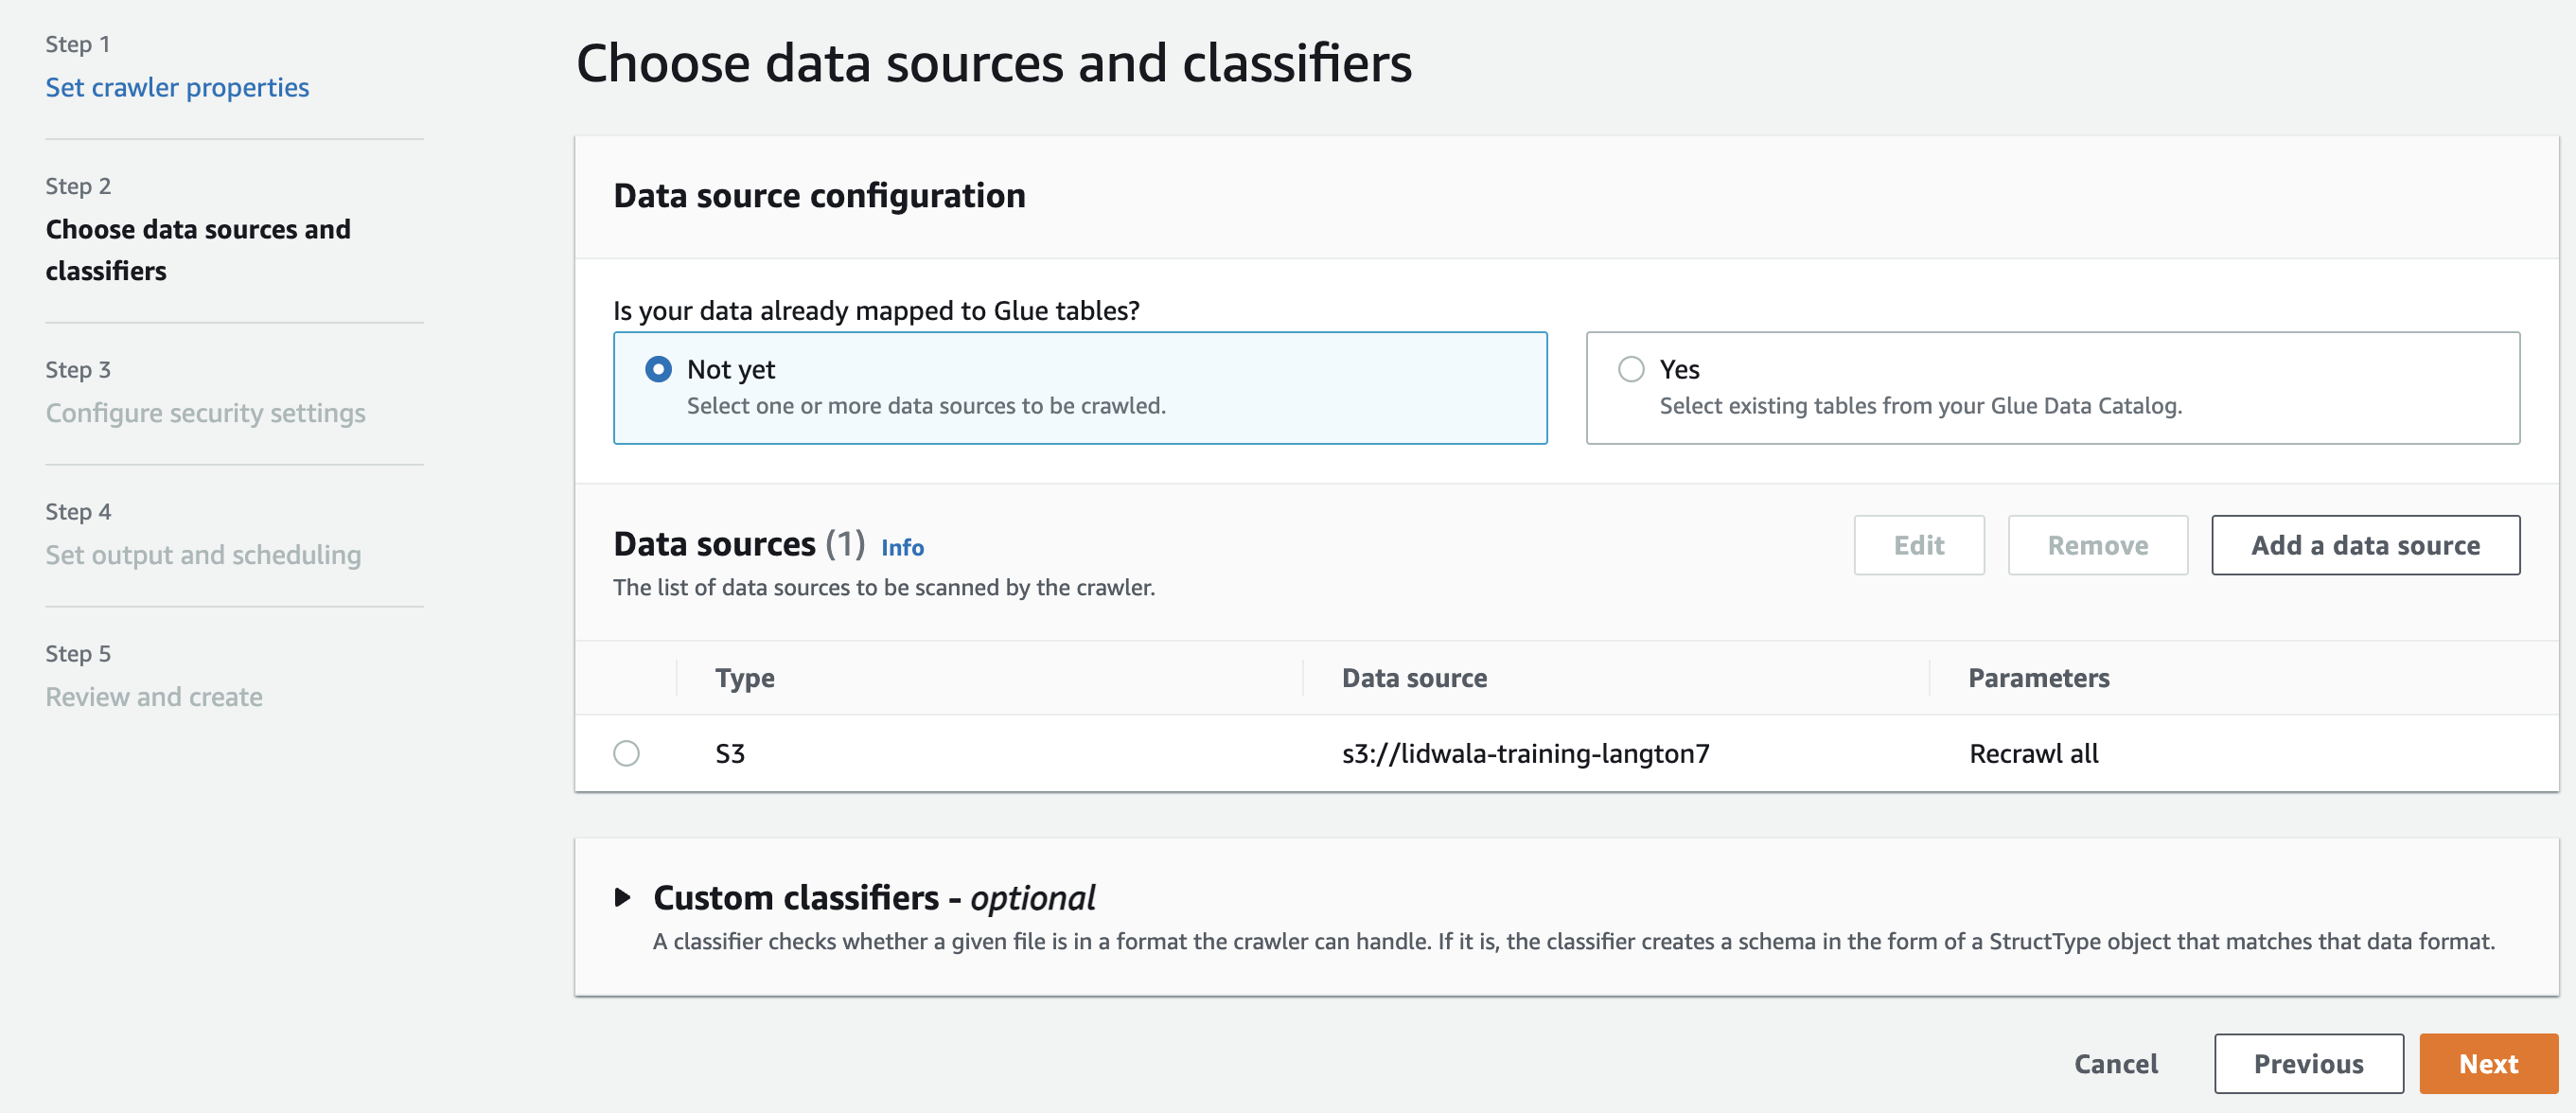 Step 1
Set crawler properties
Step 2
Choose data sources and
classifiers
Step 3
Configure security settings
Step 4
Set output and scheduling
Step 5
Review and create
Choose data sources and classifiers
Data source configuration
Is your data already mapped to Glue tables?
Not yet
Select one or more data sources to be crawled.
Yes
Select existing tables from your Glue Data Catalog.
Data sources (1) Info
The list of data sources to be scanned by the crawler.
Edit
Remove
Add a data source
Type Data source Parameters
S3 s3://lidwala-training-langton7 Recrawl all
Custom classifiers - optional
A classifier checks whether a given file is in a format the crawler can handle. If it is, the classifier creates a schema in the form of a StructType object that matches that data format.
Cancel
Previous
Next